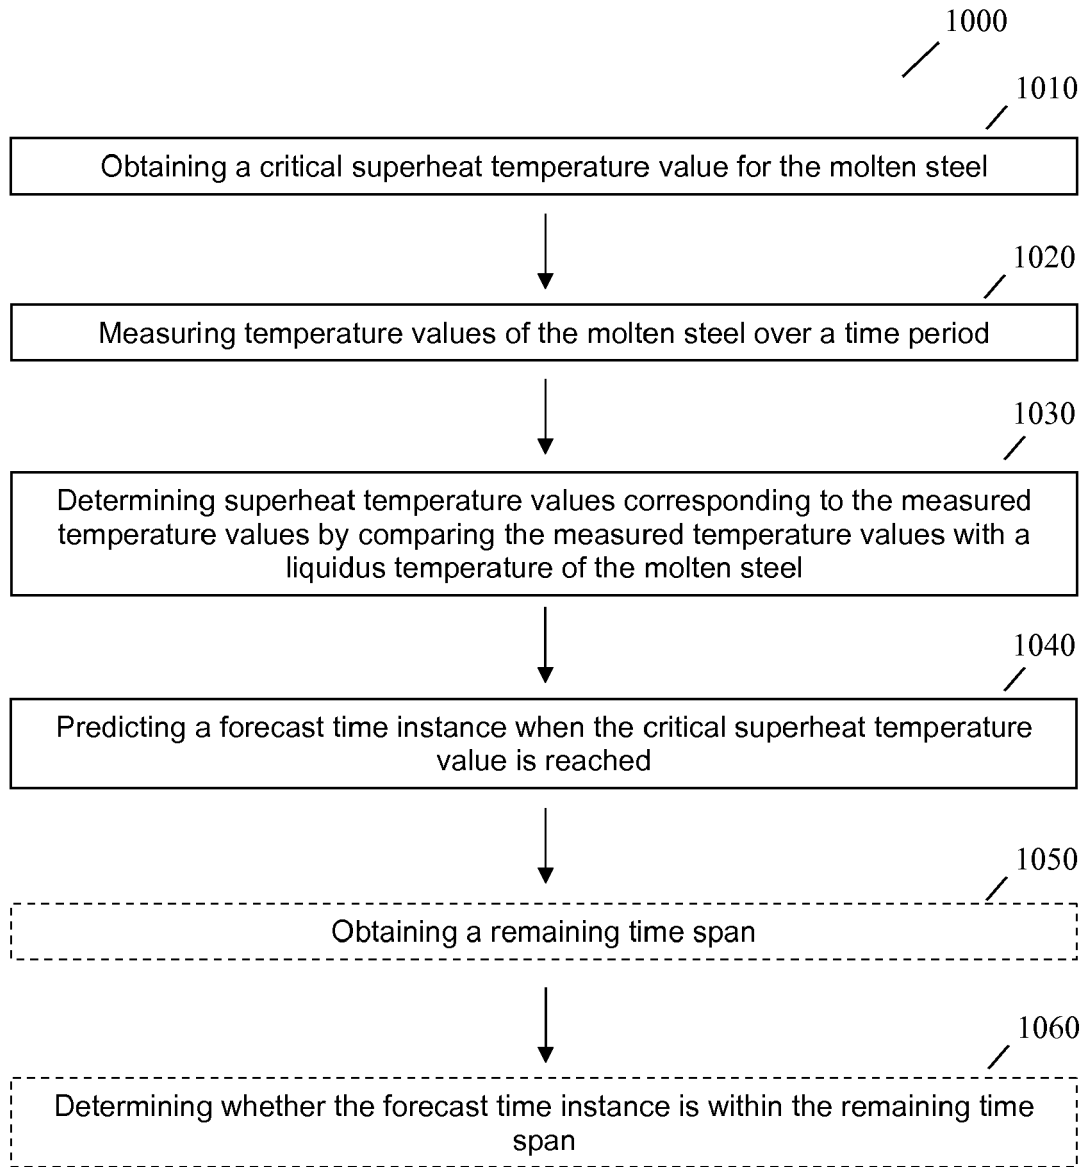 1000
1010
Obtaining a critical superheat temperature value for the molten steel
1020
Measuring temperature values of the molten steel over a time period
1030
Determining superheat temperature values corresponding to the measured
temperature values by comparing the measured temperature values with a
liquidus temperature of the molten steel
1040
Predicting a forecast time instance when the critical superheat temperature
value is reached
1050
Obtaining a remaining time span
1060
Determining whether the forecast time instance is within the remaining time
span